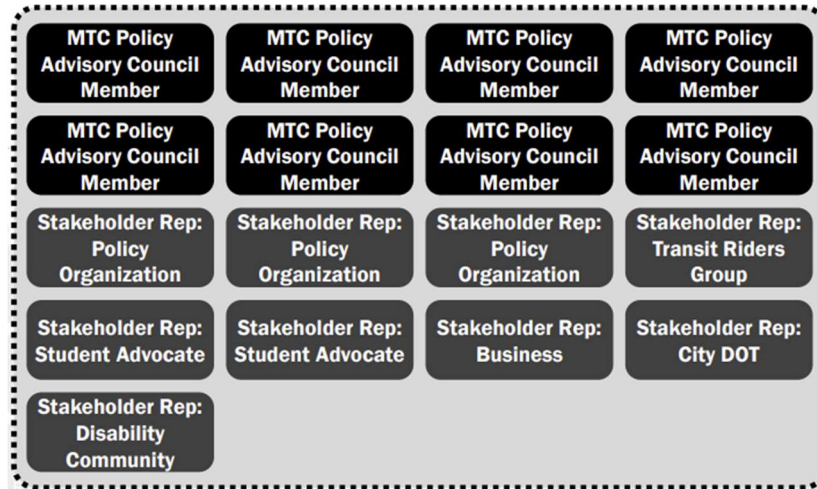 MTC Policy
Advisory Council
Member
MTC Policy
Advisory Council
Member
MTC Policy
Advisory Council
Member
MTC Policy
Advisory Council
Member
MTC Policy
Advisory Council
Member
MTC Policy
Advisory Council
Member
MTC Policy
Advisory Council
Member
MTC Policy
Advisory Council
Member
Stakeholder Rep:
Policy
Organization
Stakeholder Rep:
Policy
Organization
Stakeholder Rep:
Policy
Organization
Stakeholder Rep:
Transit Riders
Group
Stakeholder Rep:
Student Advocate
Stakeholder Rep:
Student Advocate
Stakeholder Rep:
Business
Stakeholder Rep:
City DOT
Stakeholder Rep:
Disability
Community